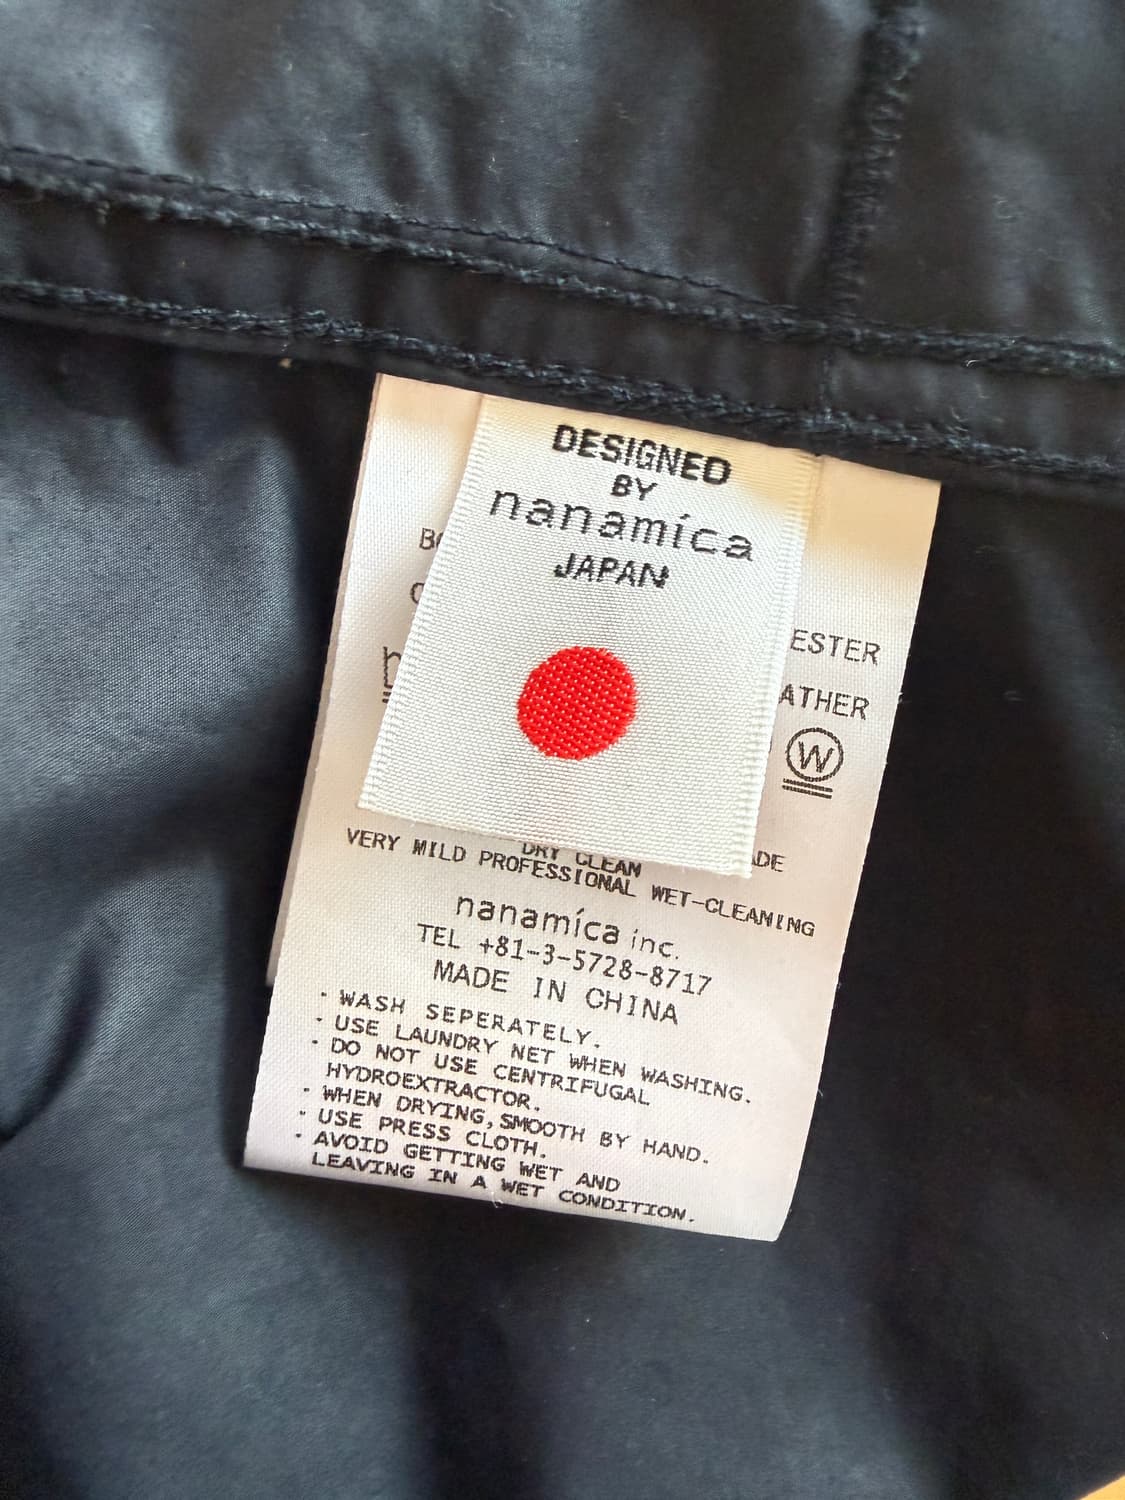 DESIGNED
BY
nanamica
JAPAN
ESTER
ATHER
W
ADE
DRY CLEAN
VERY MILD PROFESSIONAL WET-CLEANING
nanamica inc.
TEL +81-3-5728-8717
MADE IN CHINA
· WASH SEPERATELY.
· USE LAUNDRY NET WHEN WASHING.
· DO NOT USE CENTRIFUGAL
HYDROEXTRACTOR.
· WHEN DRYING, SMOOTH BY HAND.
· USE PRESS CLOTH.
· AVOID GETTING WET AND
LEAVING IN A WET CONDITION.